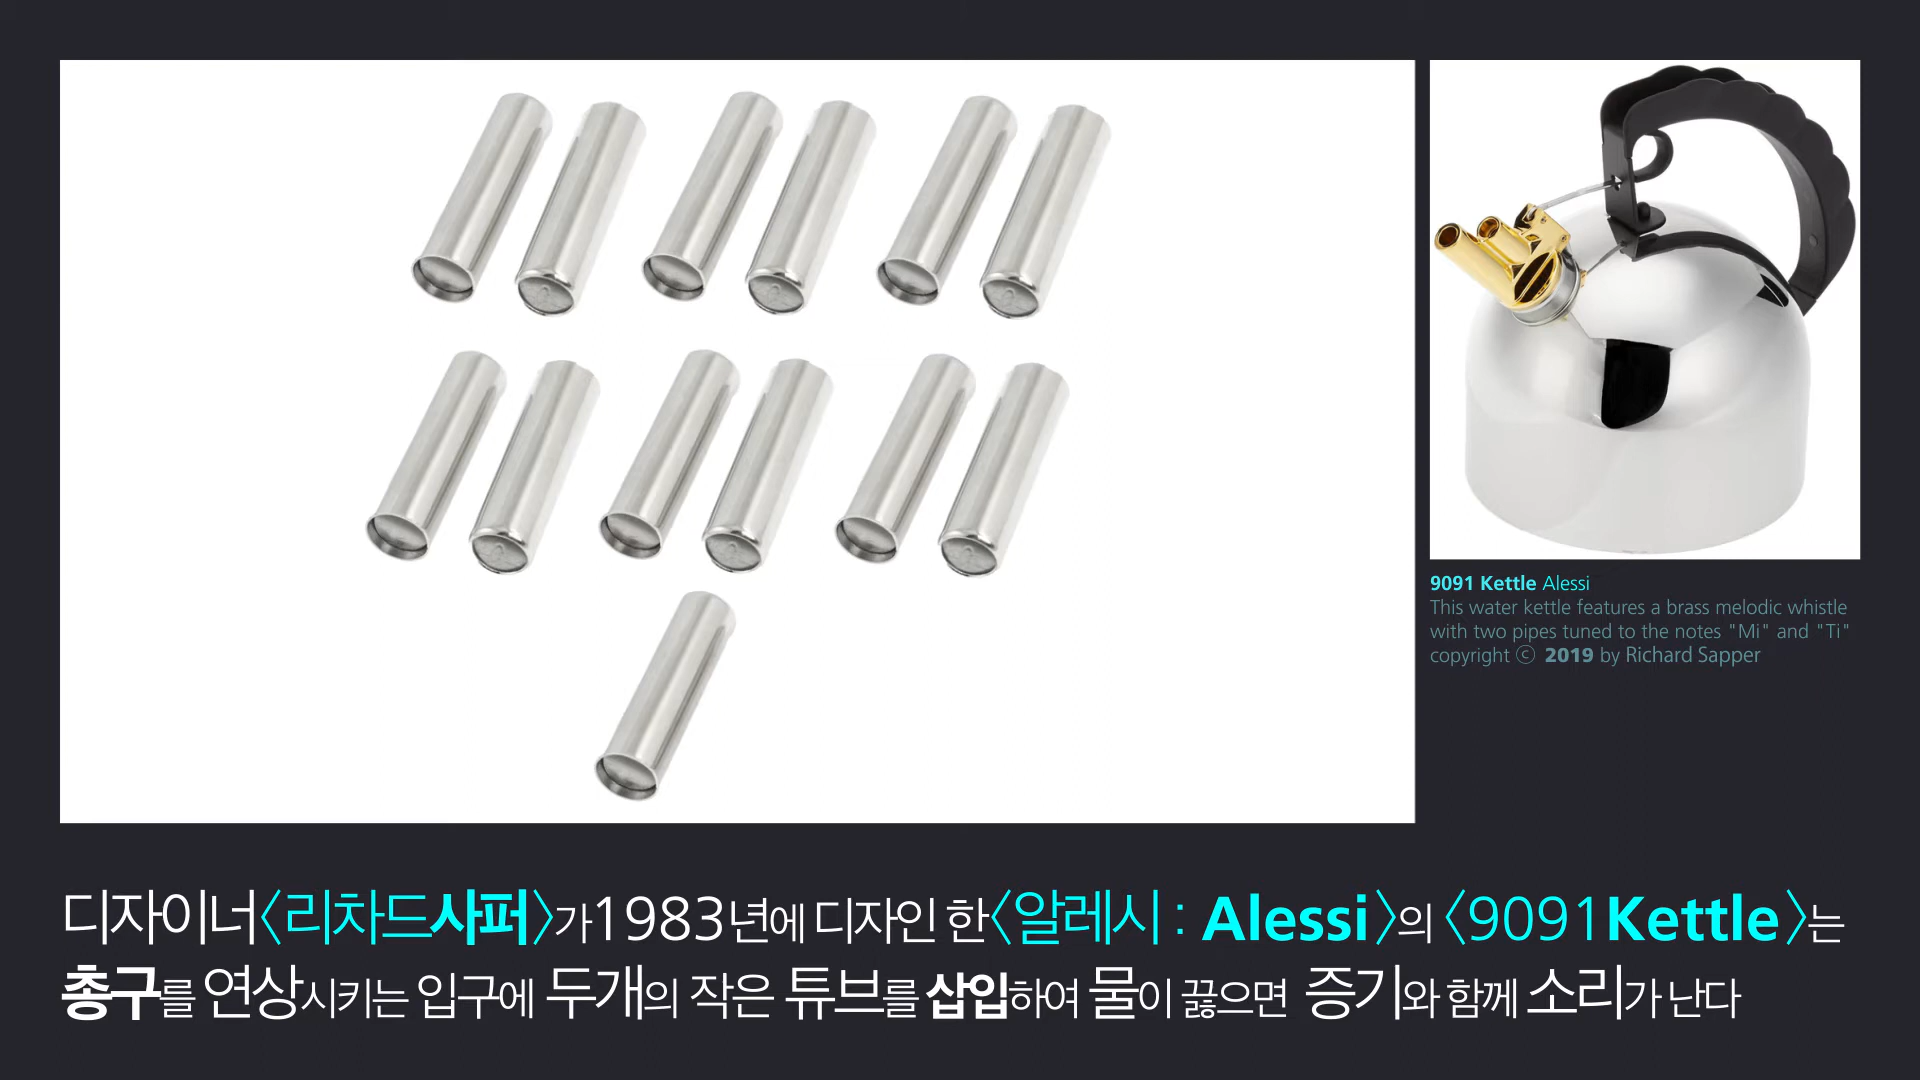 9091 Kettle Alessi
This water kettle features a brass melodic whistle
with two pipes tuned to the notes "Mi" and "Ti"
copyright ⓒ 2019 by Richard Sapper
디자이너〈리차드사퍼〉가1983년에 디자인 한〈알레시 : Alessi〉의 〈9091Kettle〉는
총구를 연상시키는 입구에 두개의 작은 튜브를 삽입하여 물이 끓으면 증기와 함께 소리가 난다